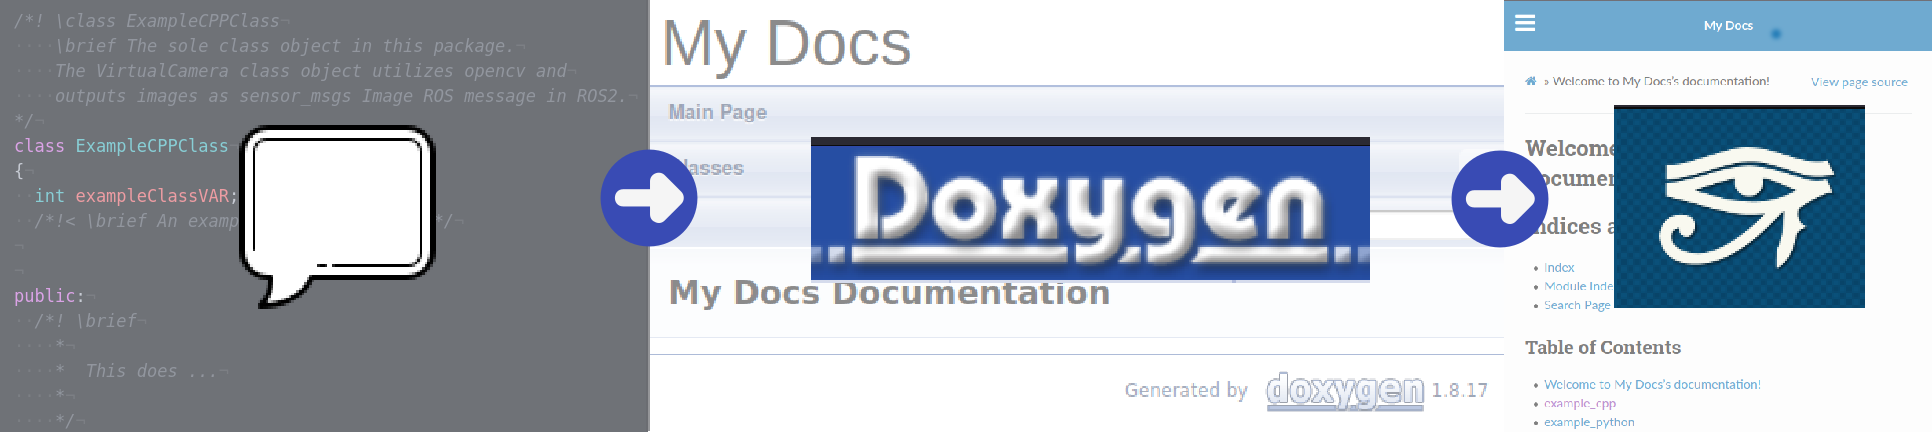 /*! \class ExampleCPPClass
\brief The sole class object in this package.
The VirtualCamera class object utilizes opencv and
outputs images as sensor_msgs Image ROS message in ROS2.
*/
class ExampleCPPClass
{
int exampleClassVAR;
/*!< \brief An examp
*/
public:
/*! \brief
*
* This does ...
*
*/
My Docs
Main Page
lasses
Doxygen
My Docs Documentation
Generated by doxygen 1.8.17
My Docs
» Welcome to My Docs's documentation!
View page source
Welcome
ocumen
ndices a
Index
Module Inde
Search Page
Table of Contents
Welcome to My Docs's documentation!
example_cpp
example_python